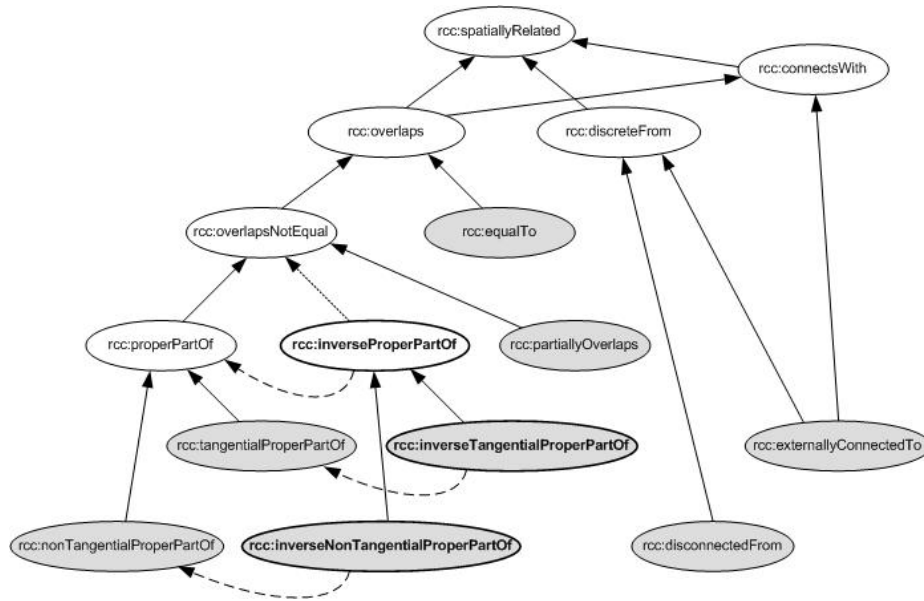 rcc:spatiallyRelated
rcc:connectsWith
rcc:overlaps
rcc:discreteFrom
rcc:overlapsNotEqual
rcc:equalTo
rcc:properPartOf
rcc:inverseProperPartOf
rcc:partiallyOverlaps
rcc:tangentialProperPartOf
rcc:inverseTangentialProperPartOf
rcc:externallyConnectedTo
rcc:nonTangentialProperPartOf
rcc:inverseNonTangentialProperPartOf
rcc:disconnectedFrom